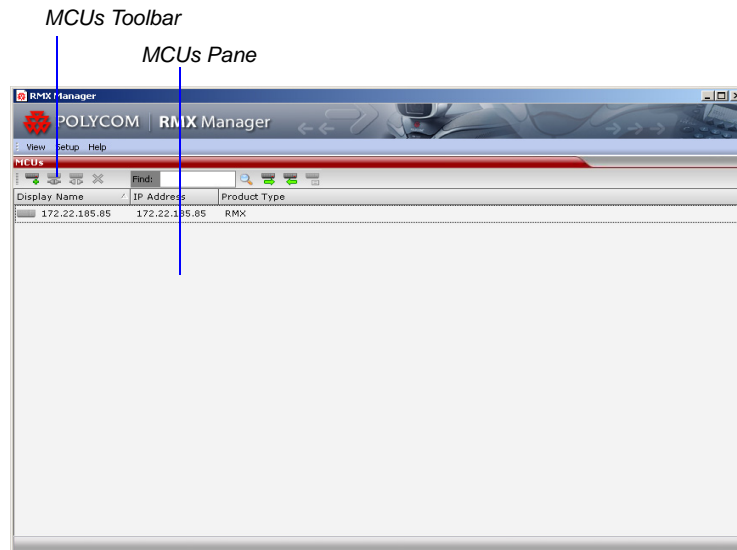 MCUs Toolbar
MCUs Pane
RMX Manager
POLYCOM | RMX Manager
View Setup Help
MCUs
Find:
Display Name IP Address Product Type
172.22.185.85 172.22.185.85 RMX